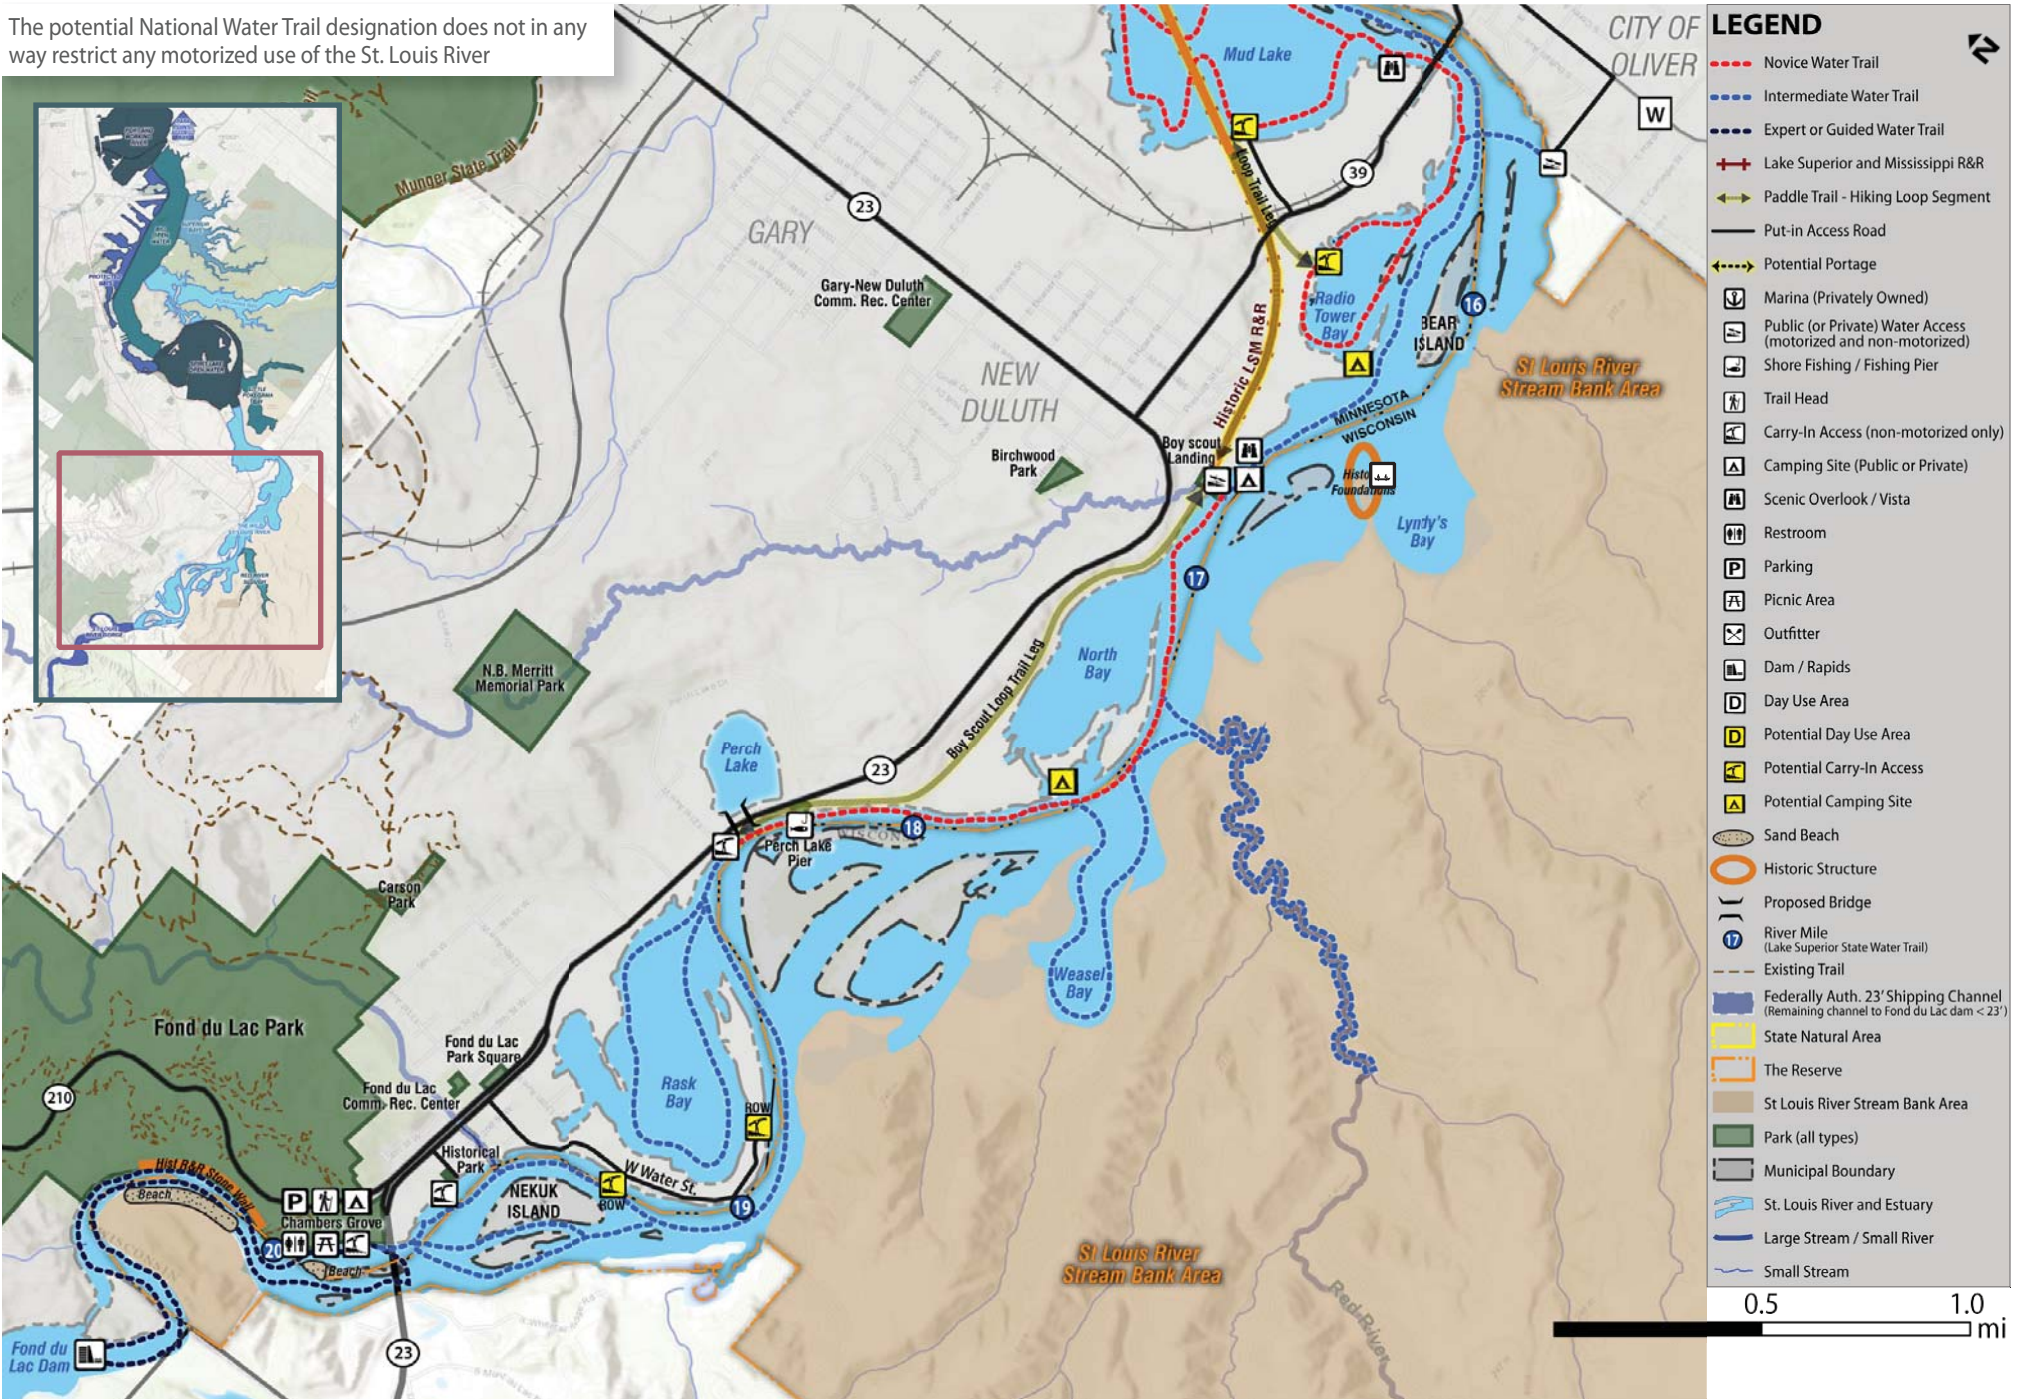 The potential National Water Trail designation does not in any
way restrict any motorized use of the St. Louis River
Munger State Trail
Mud Lake
CITY OF
OLIVER
W
39
23
Loop Trail Leg
GARY
Gary-New Duluth
Comm. Rec. Center
Radio
Tower
Bay
BEAR
ISLAND
16
St Louis River
Stream Bank Area
NEW
DULUTH
Historic LSM R&R
MINNESOTA
WISCONSIN
Boy scout
Landing
Birchwood
Park
Lyndy's
Bay
17
N.B. Merritt
Memorial Park
North
Bay
Boy Scout Loop Trail Leg
Perch
Lake
23
18
Perch Lake
Pier
Carson
Park
Weasel
Bay
Fond du Lac Park
Fond du Lac
Park Square
Fond du Lac
Comm. Rec. Center
210
Rask
Bay
ROW
Historical
Park
W Water St.
NEKUK
ISLAND
ROW
19
Hist R&R Stone Wall
Beach
P
Chambers Grove
20
Beach
St Louis River
Stream Bank Area
Red River
Fond du
Lac Dam
23
LEGEND
N
Novice Water Trail
Intermediate Water Trail
Expert or Guided Water Trail
Lake Superior and Mississippi R&R
Paddle Trail - Hiking Loop Segment
Put-in Access Road
Potential Portage
Marina (Privately Owned)
Public (or Private) Water Access
(motorized and non-motorized)
Shore Fishing / Fishing Pier
Trail Head
Carry-In Access (non-motorized only)
Camping Site (Public or Private)
Scenic Overlook / Vista
Restroom
P Parking
Picnic Area
Outfitter
Dam / Rapids
D Day Use Area
D Potential Day Use Area
Potential Carry-In Access
Potential Camping Site
Sand Beach
Historic Structure
Proposed Bridge
17 River Mile
(Lake Superior State Water Trail)
Existing Trail
Federally Auth. 23' Shipping Channel
(Remaining channel to Fond du Lac dam < 23')
State Natural Area
The Reserve
St Louis River Stream Bank Area
Park (all types)
Municipal Boundary
St. Louis River and Estuary
Large Stream / Small River
Small Stream
0.5 1.0
mi